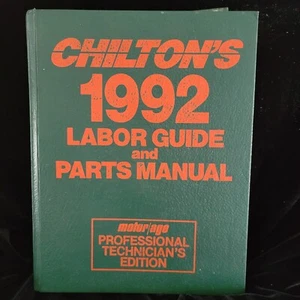 CHILTON'S
1992
LABOR GUIDE
and
PARTS MANUAL
motor/age
PROFESSIONAL
TECHNICIAN'S
EDITION